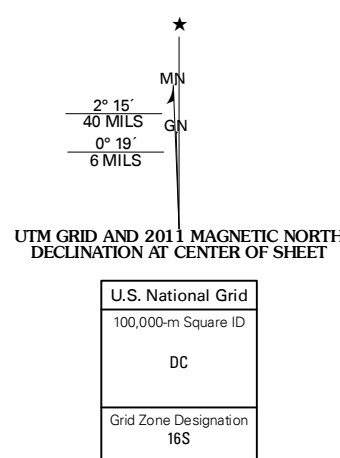 ★
MN
2° 15´
40 MILS
GN
0° 19´
6 MILS
UTM GRID AND 2011 MAGNETIC NORTH
DECLINATION AT CENTER OF SHEET
U.S. National Grid
100,000-m Square ID
DC
Grid Zone Designation
16S